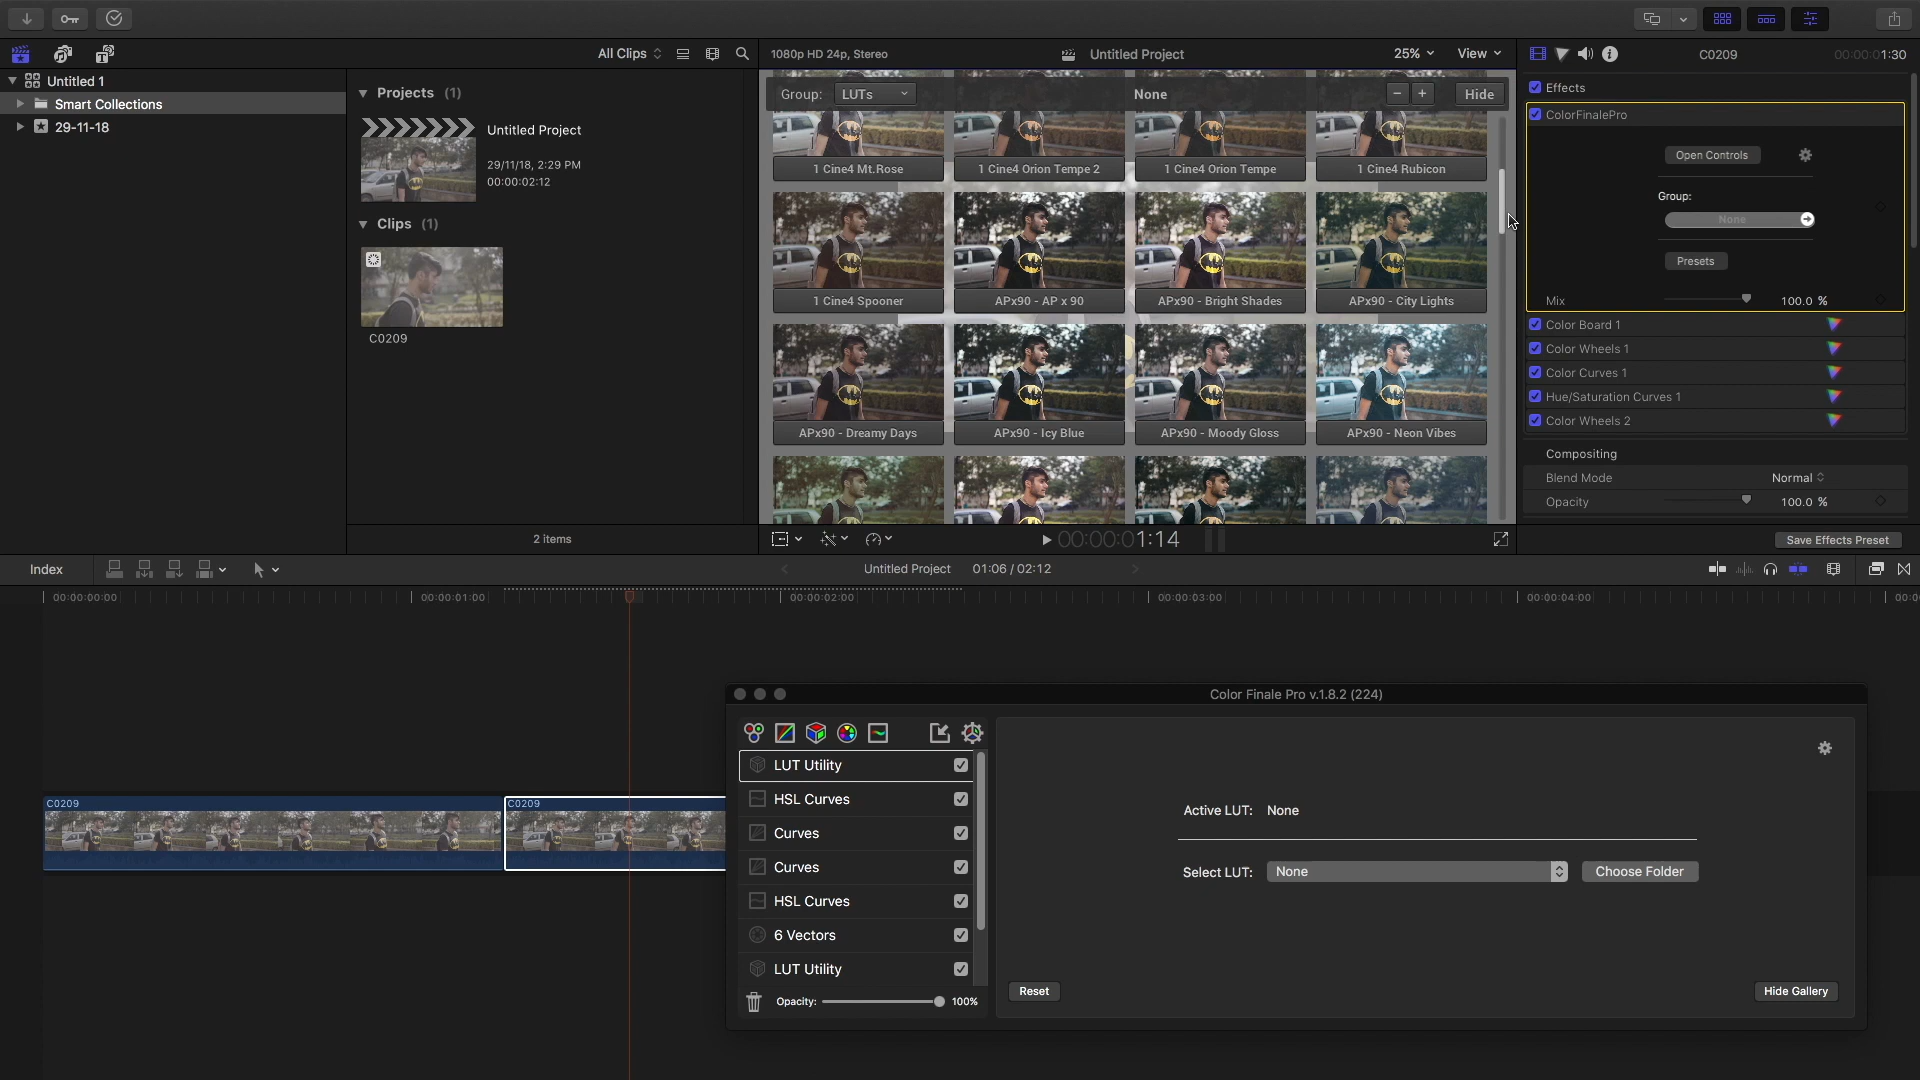 All Clips
1080p HD 24p, Stereo
Untitled Project
25%
View
C0209
00:00:01:30
Untitled 1
Smart Collections
29-11-18
Projects (1)
Untitled Project
29/11/18, 2:29 PM
00:00:02:12
Clips (1)
C0209
2 items
Group: LUTs
None
Hide
1 Cine4 Mt.Rose
1 Cine4 Orion Tempe 2
1 Cine4 Orion Tempe
1 Cine4 Rubicon
1 Cine4 Spooner
APx90 - AP x 90
APx90 - Bright Shades
APx90 - City Lights
APx90 - Dreamy Days
APx90 - Icy Blue
APx90 - Moody Gloss
APx90 - Neon Vibes
00:00:01:14
Effects
ColorFinalePro
Open Controls
Group:
None
Presets
Mix 100.0 %
Color Board 1
Color Wheels 1
Color Curves 1
Hue/Saturation Curves 1
Color Wheels 2
Compositing
Blend Mode Normal
Opacity 100.0 %
Save Effects Preset
Index
Untitled Project 01:06 / 02:12
00:00:00:00
00:00:01:00
00:00:02:00
00:00:03:00
00:00:04:00
00:0
C0209
C0209
Color Finale Pro v.1.8.2 (224)
LUT Utility
HSL Curves
Curves
Curves
HSL Curves
6 Vectors
LUT Utility
Opacity: 100%
Active LUT: None
Select LUT: None
Choose Folder
Reset
Hide Gallery